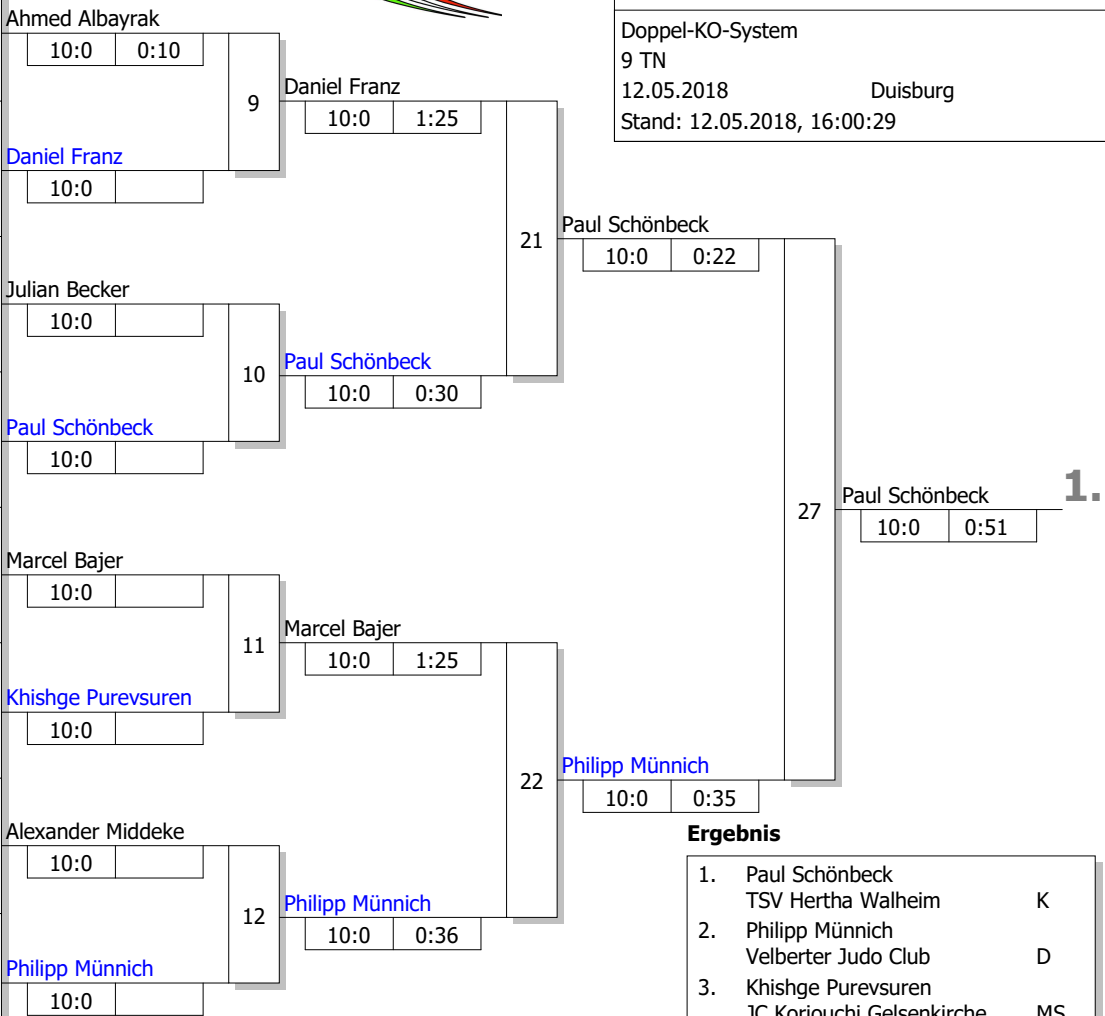 Ahmed Albayrak
10:0 0:10
9
Daniel Franz
10:0
Daniel Franz
10:0 1:25
Doppel-KO-System
9 TN
12.05.2018 Duisburg
Stand: 12.05.2018, 16:00:29
21
Paul Schönbeck
10:0 0:22
Julian Becker
10:0
10
Paul Schönbeck
10:0
Paul Schönbeck
10:0 0:30
27
Paul Schönbeck 1.
10:0 0:51
Marcel Bajer
10:0
11
Khishge Purevsuren
10:0
Marcel Bajer
10:0 1:25
22
Philipp Münnich
10:0 0:35
Alexander Middeke
10:0
12
Philipp Münnich
10:0
Philipp Münnich
10:0 0:36
Ergebnis
1. Paul Schönbeck
TSV Hertha Walheim K
2. Philipp Münnich
Velberter Judo Club D
3. Khishge Purevsuren
JC Koriouchi Gelsenkirche MS